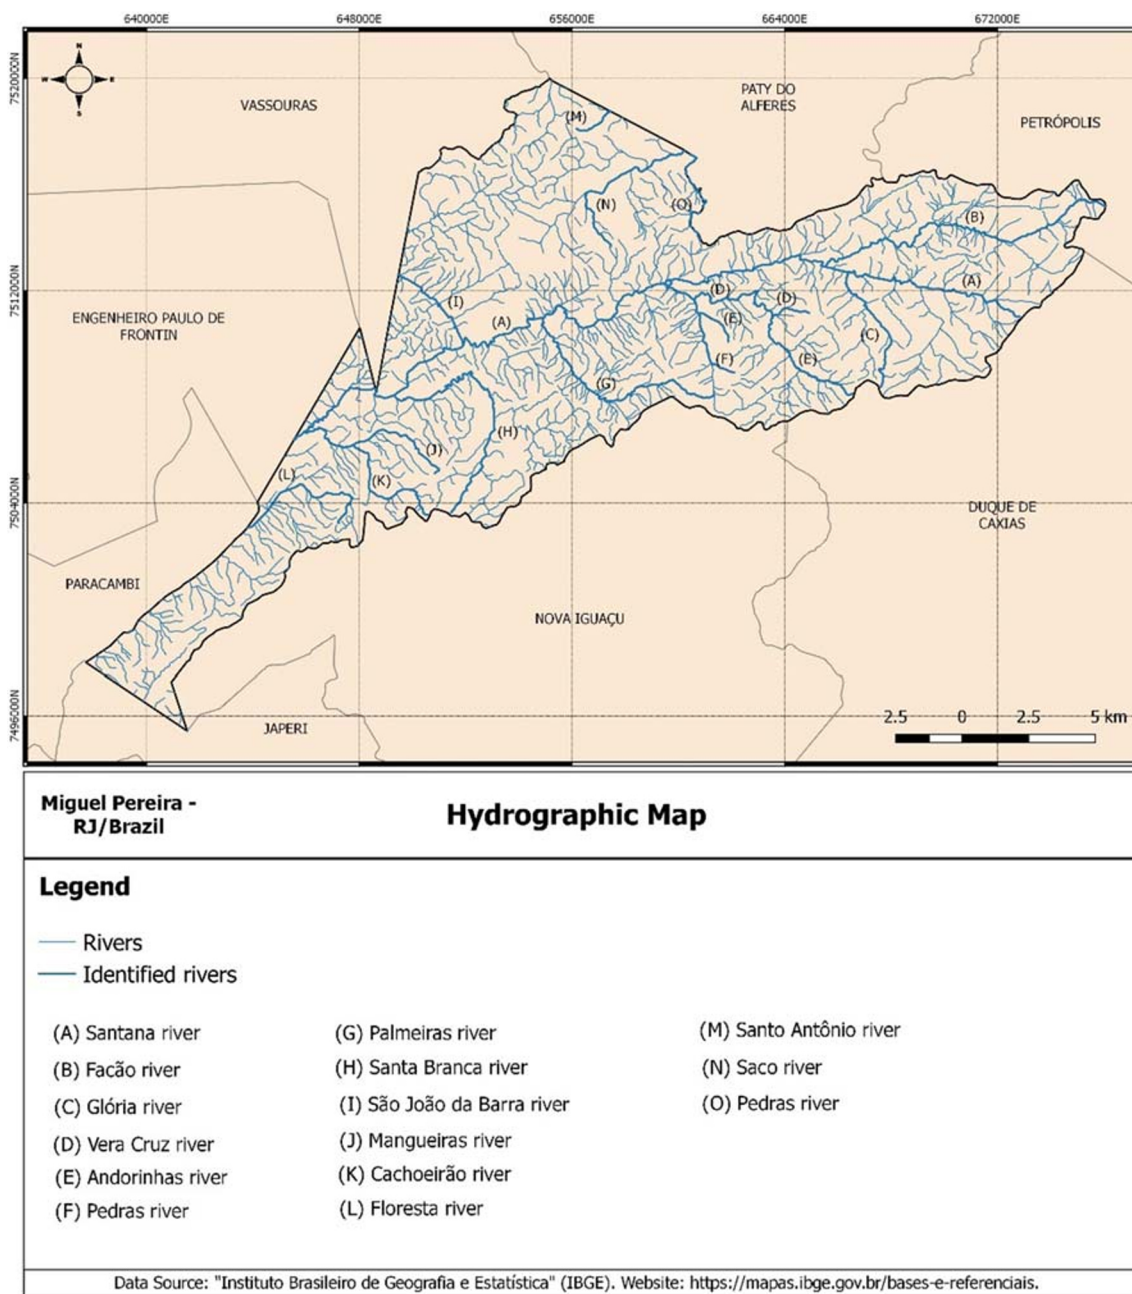 640000E 648000E 656000E 664000E 672000E
7520000N
N
W E
S
VASSOURAS
PATY DO
ALFERES
PETRÓPOLIS
(M)
(N)
(O)
(B)
7512000N
(I)
(A)
(D)
(D)
(A)
ENGENHEIRO PAULO DE
FRONTIN
(E)
(C)
(F)
(E)
(G)
(H)
(J)
(L)
(K)
7504000N
DUQUE DE
CAXIAS
PARACAMBI
NOVA IGUAÇU
7496000N
JAPERI
2.5 0 2.5 5 km
Miguel Pereira -
RJ/Brazil
Hydrographic Map
Legend
Rivers
Identified rivers
(A) Santana river
(B) Facão river
(C) Glória river
(D) Vera Cruz river
(E) Andorinhas river
(F) Pedras river
(G) Palmeiras river
(H) Santa Branca river
(I) São João da Barra river
(J) Mangueiras river
(K) Cachoeirão river
(L) Floresta river
(M) Santo Antônio river
(N) Saco river
(O) Pedras river
Data Source: "Instituto Brasileiro de Geografia e Estatística" (IBGE). Website: https://mapas.ibge.gov.br/bases-e-referenciais.